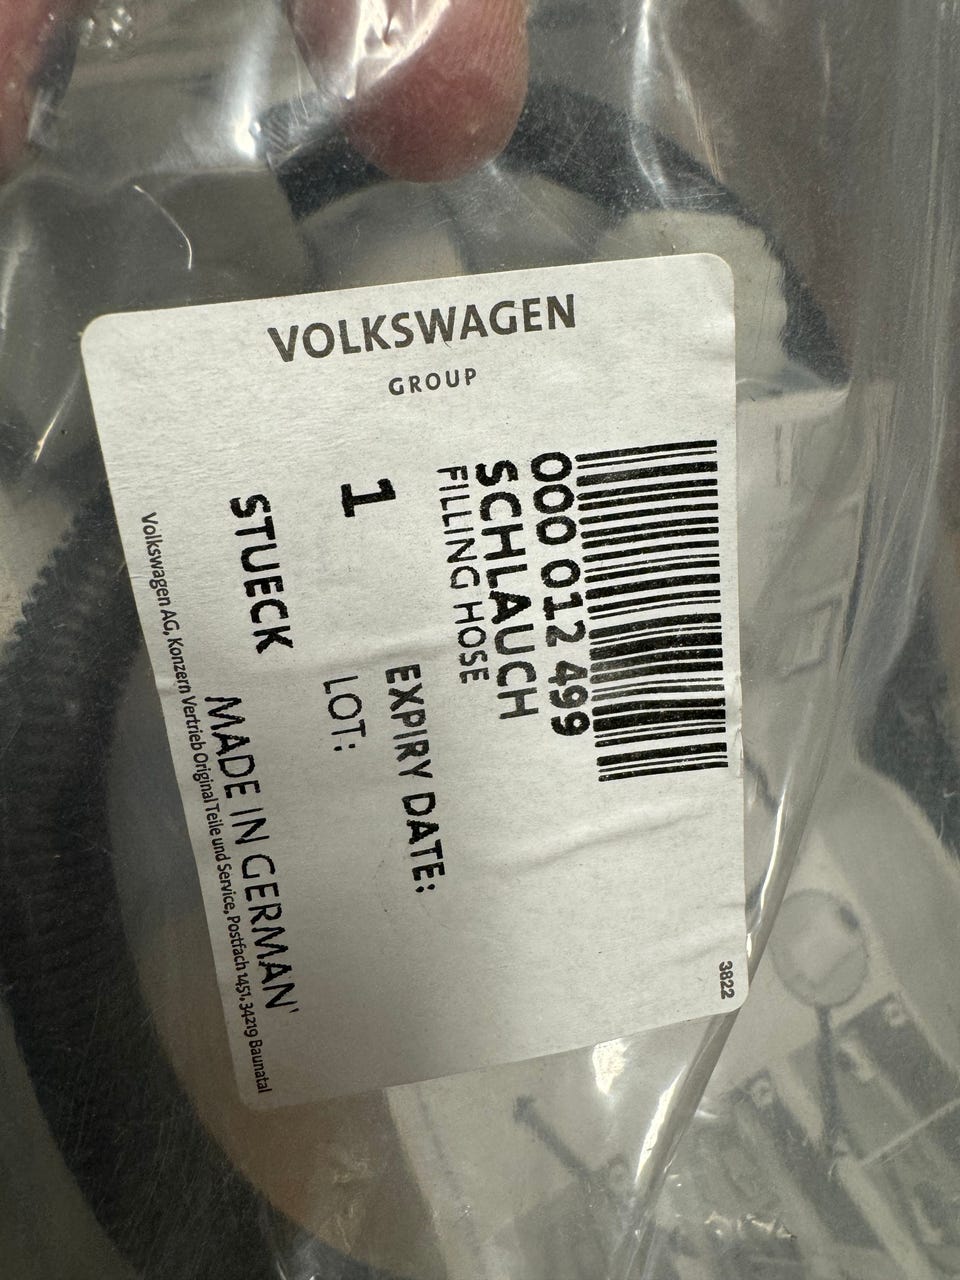 VOLKSWAGEN
GROUP
000 012 499
SCHLAUCH
FILLING HOSE
1
EXPIRY DATE:
LOT:
STUECK
MADE IN GERMAN
Volkswagen AG, Konzern Vertrieb Original Teile und Service, Postfach 1451, 34219 Baunatal
3822